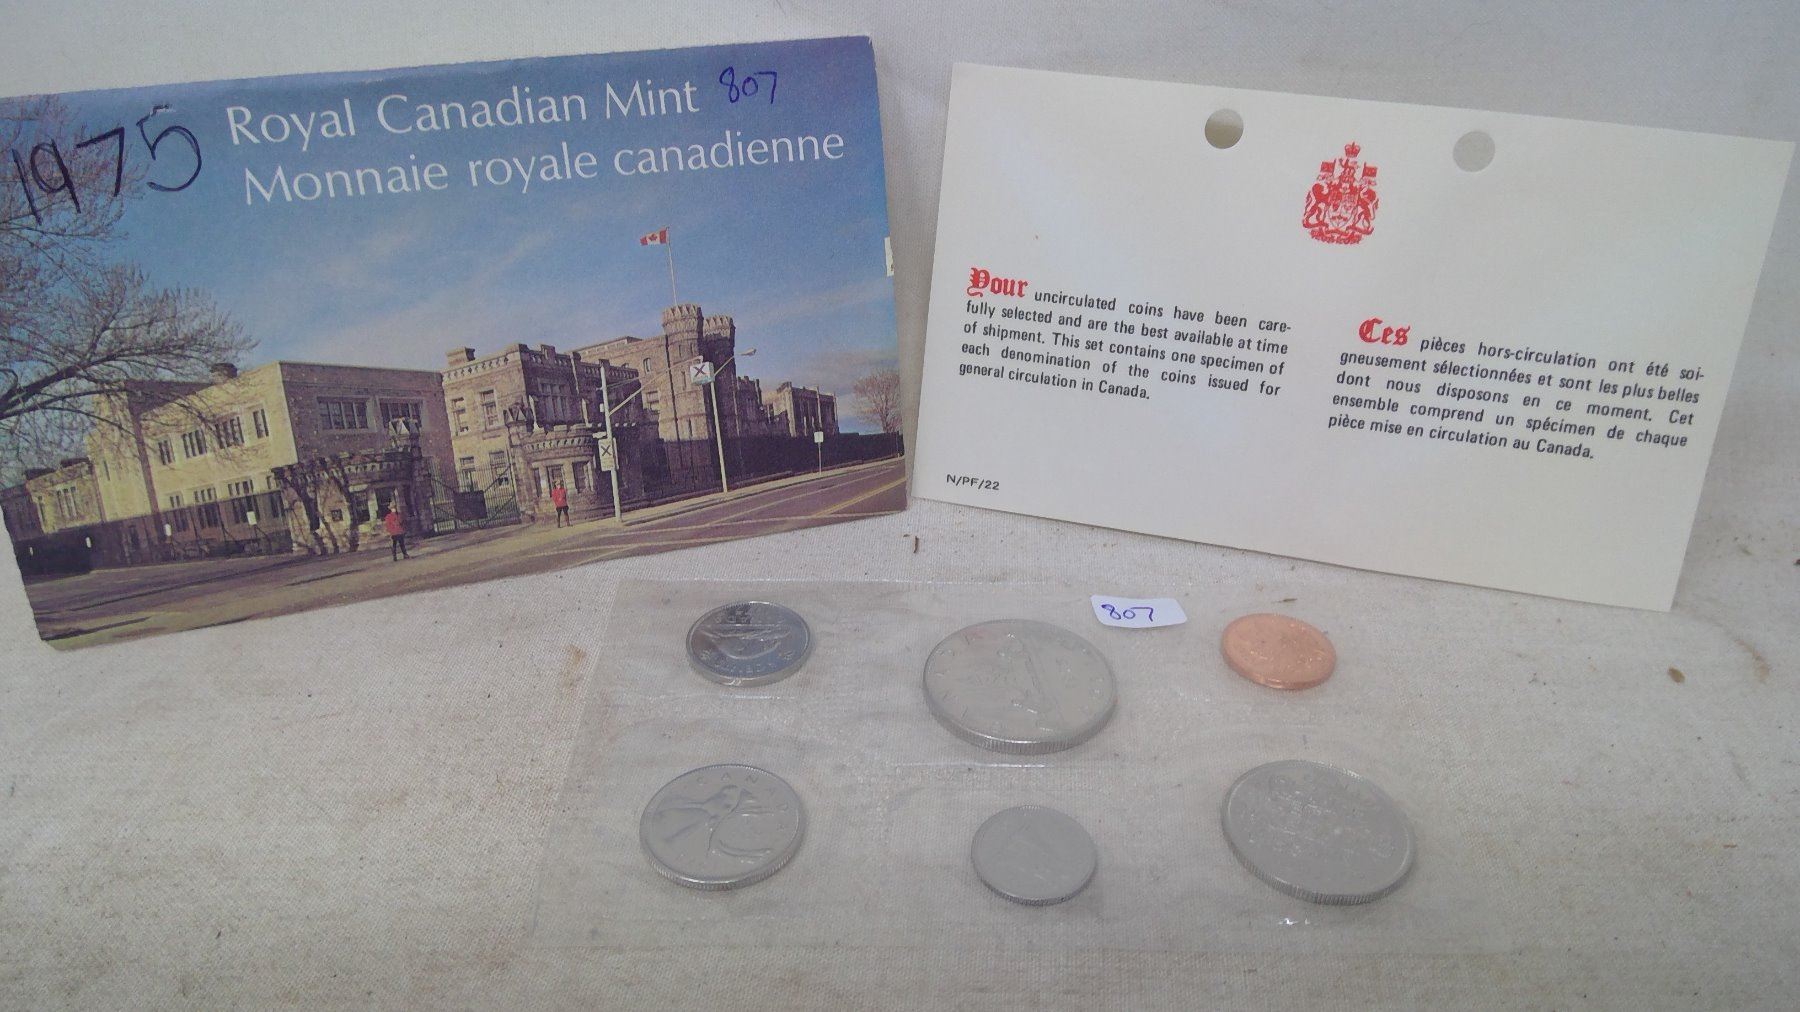 1975
Royal Canadian Mint 807
Monnaie royale canadienne
Your uncirculated coins have been care-
fully selected and are the best available at time
of shipment. This set contains one specimen of
each denomination of the coins issued for
general circulation in Canada.
N/PF/22
Ces pièces hors-circulation ont été soi-
gneusement sélectionnées et sont les plus belles
dont nous disposons en ce moment. Cet
ensemble comprend un spécimen de chaque
pièce mise en circulation au Canada.
807
CANADA